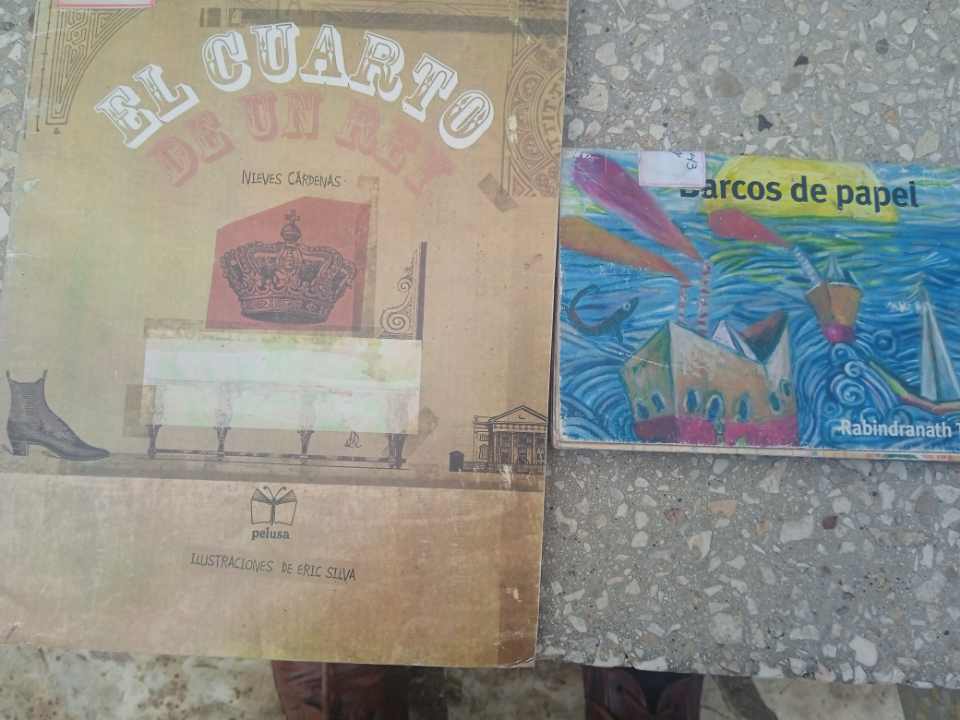 EL CUARTO
DE UN REY
NIEVES CÁRDENAS
pelusa
ILUSTRACIONES DE ERIC SILVA
Barcos de papel
Rabindranath